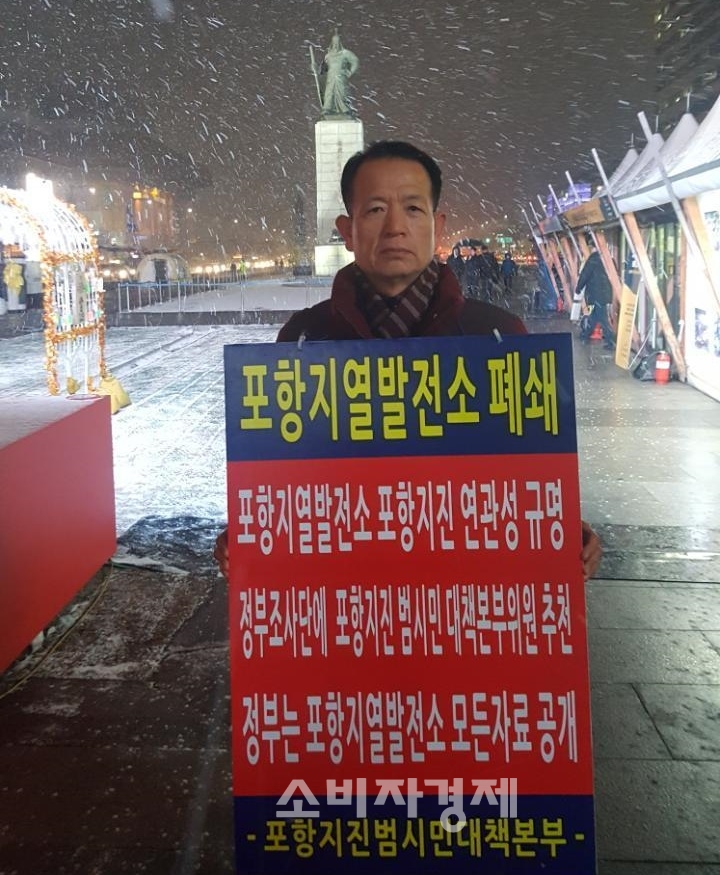 포항지열발전소 폐쇄
포항지열발전소 포항지진 연관성 규명
정부조사단에 포항지진 범시민 대책본부위원 추천
정부는 포항지열발전소 모든자료 공개
소비자경제
- 포항지진범시민대책본부 -